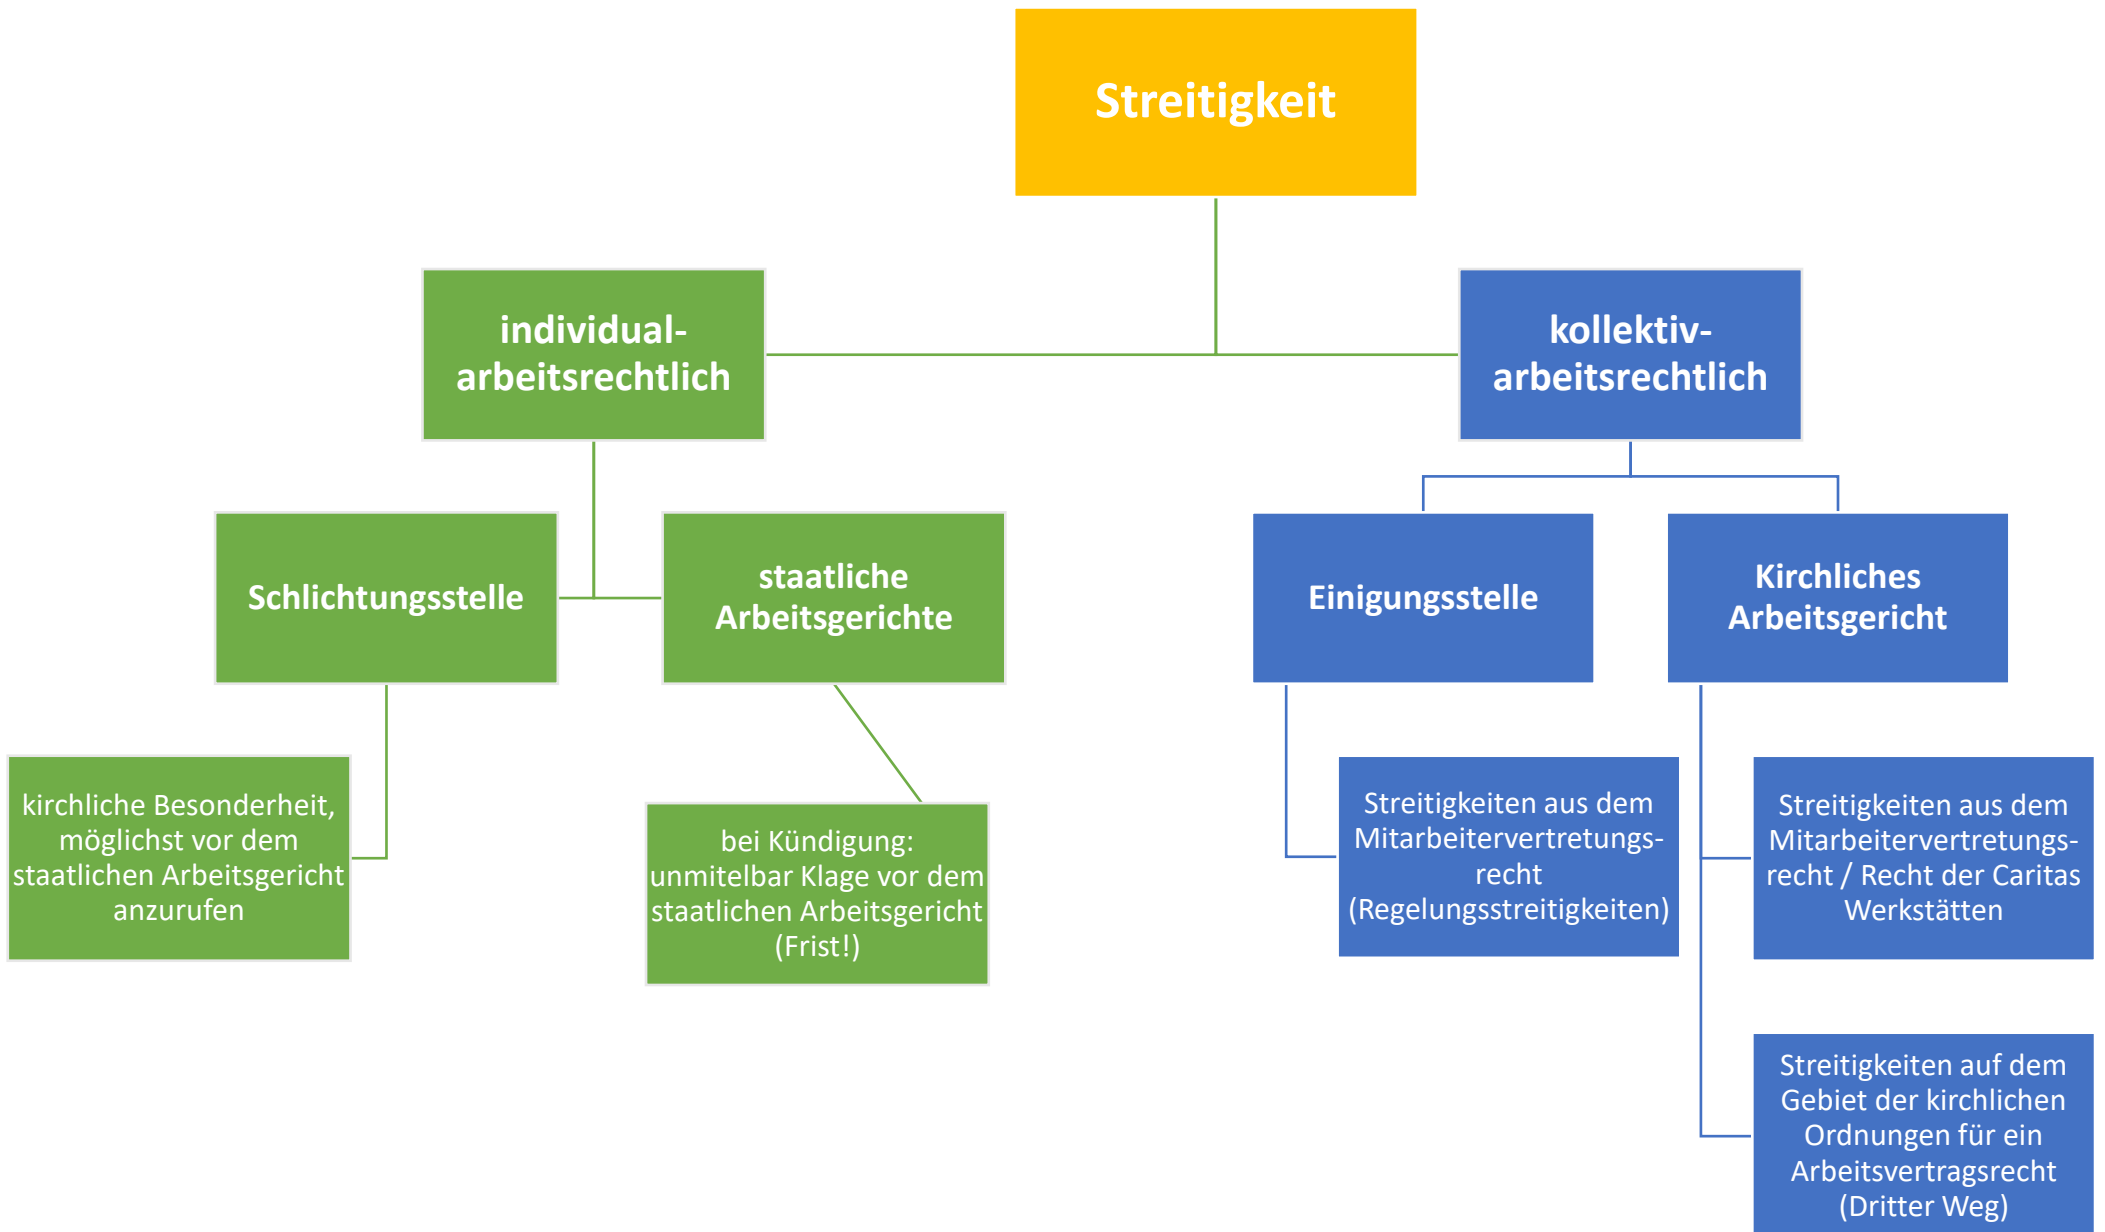 Streitigkeit
individual-
arbeitsrechtlich
kollektiv-
arbeitsrechtlich
Schlichtungsstelle
staatliche
Arbeitsgerichte
Einigungsstelle
Kirchliches
Arbeitsgericht
kirchliche Besonderheit,
möglichst vor dem
staatlichen Arbeitsgericht
anzurufen
bei Kündigung:
unmitelbar Klage vor dem
staatlichen Arbeitsgericht
(Frist!)
Streitigkeiten aus dem
Mitarbeitervertretungs-
recht
(Regelungsstreitigkeiten)
Streitigkeiten aus dem
Mitarbeitervertretungs-
recht / Recht der Caritas
Werkstätten
Streitigkeiten auf dem
Gebiet der kirchlichen
Ordnungen für ein
Arbeitsvertragsrecht
(Dritter Weg)